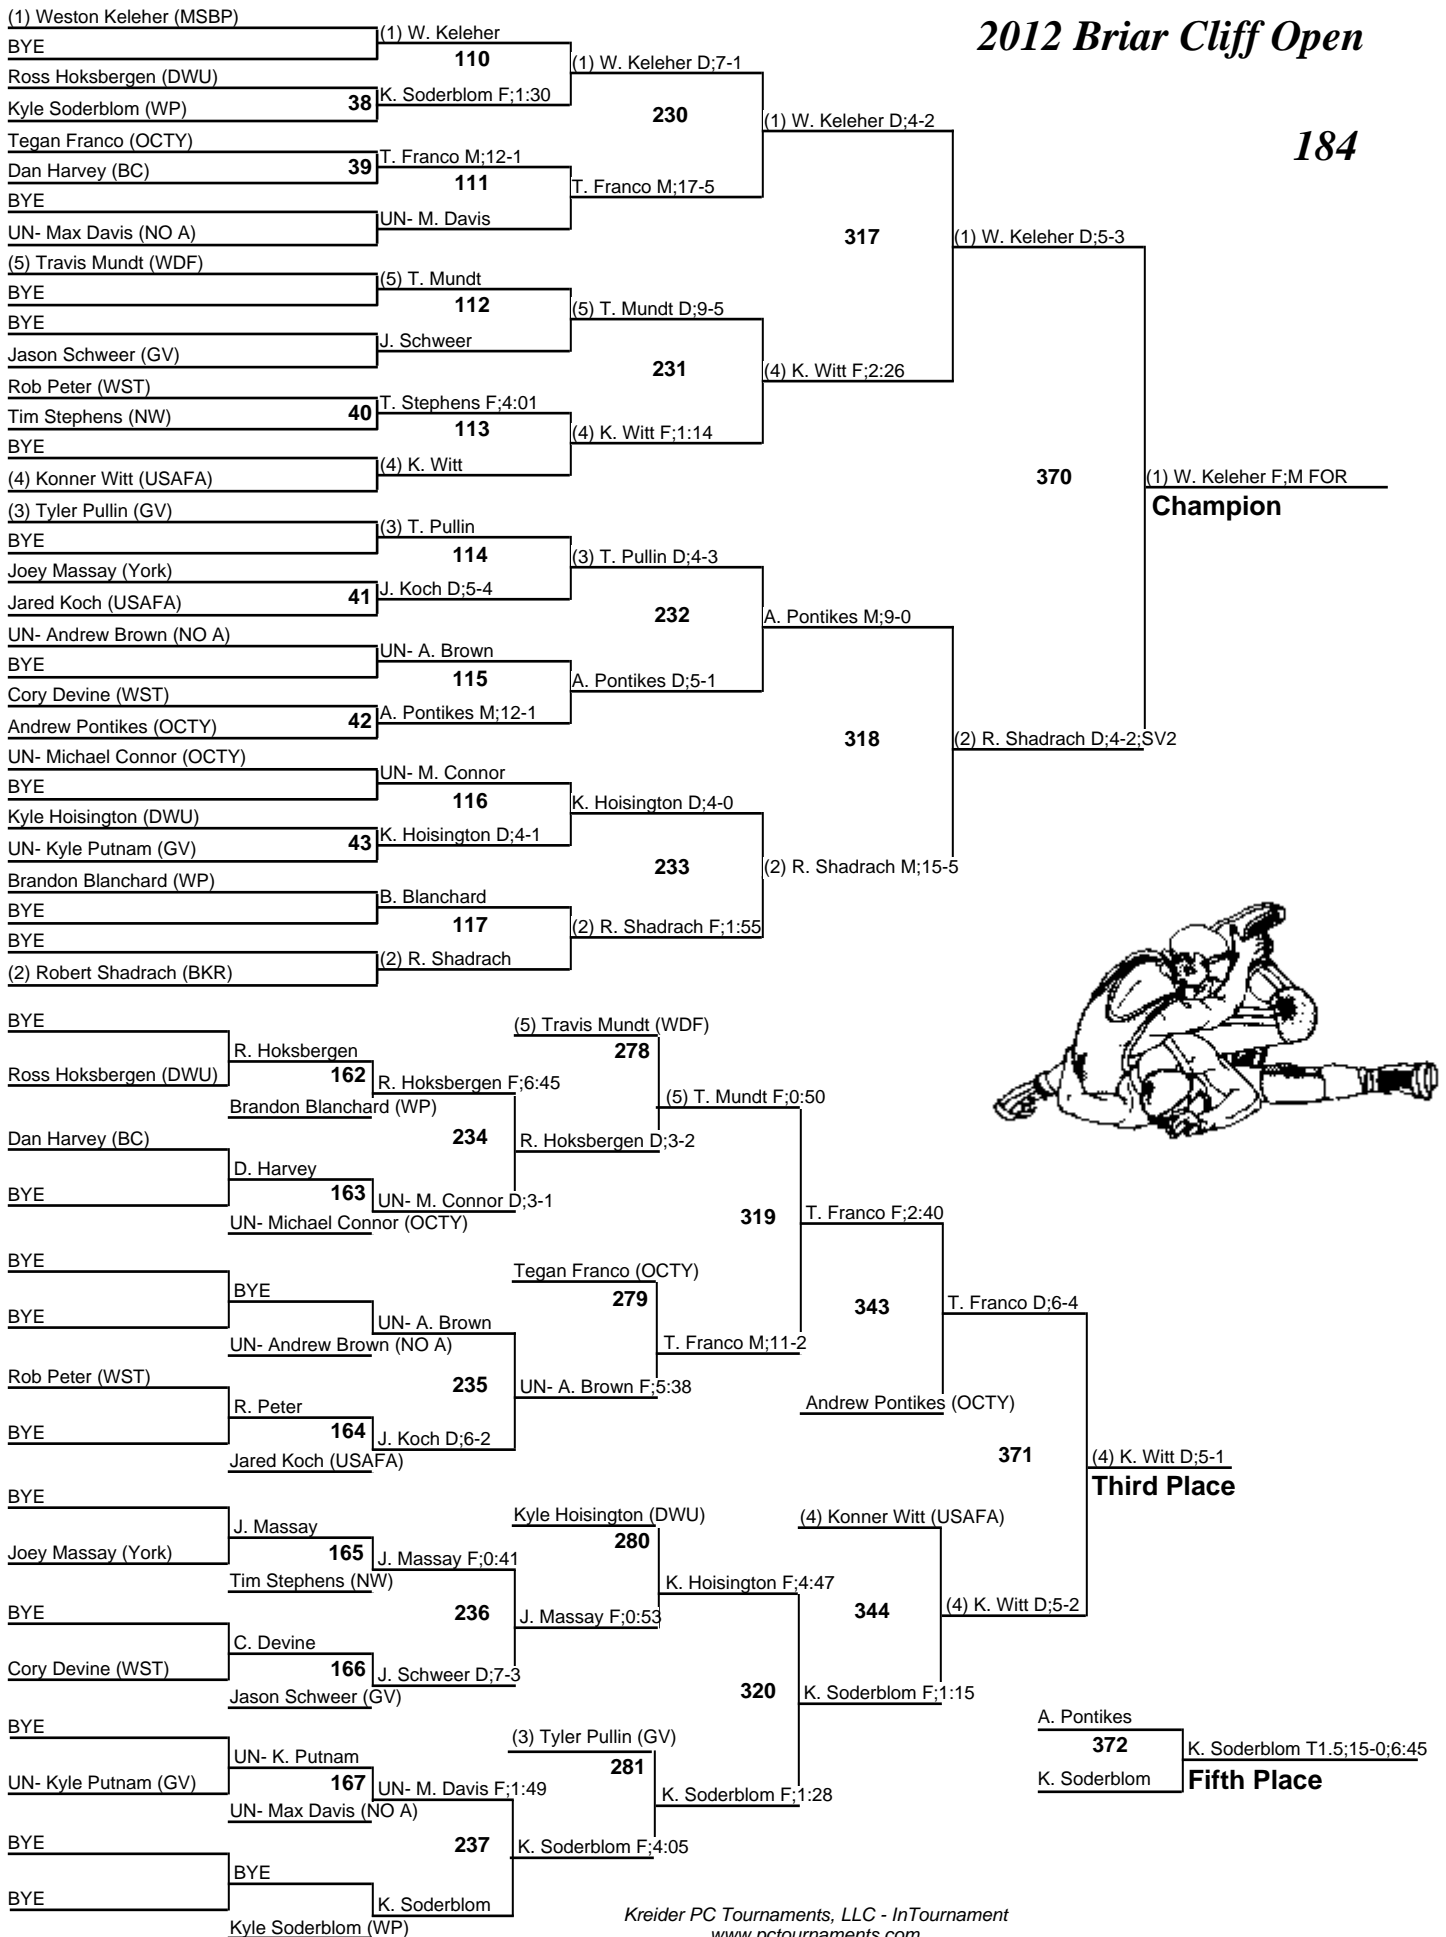 2012 Briar Cliff Open
184
(1) Weston Keleher (MSBP)
BYE
Ross Hoksbergen (DWU)
Kyle Soderblom (WP)
Tegan Franco (OCTY)
Dan Harvey (BC)
BYE
UN- Max Davis (NO A)
(5) Travis Mundt (WDF)
BYE
BYE
Jason Schweer (GV)
Rob Peter (WST)
Tim Stephens (NW)
BYE
(4) Konner Witt (USAFA)
(3) Tyler Pullin (GV)
BYE
Joey Massay (York)
Jared Koch (USAFA)
UN- Andrew Brown (NO A)
BYE
Cory Devine (WST)
Andrew Pontikes (OCTY)
UN- Michael Connor (OCTY)
BYE
Kyle Hoisington (DWU)
UN- Kyle Putnam (GV)
Brandon Blanchard (WP)
BYE
BYE
(2) Robert Shadrach (BKR)
38
39
40
41
42
43
(1) W. Keleher
110
K. Soderblom F;1:30
T. Franco M;12-1
111
UN- M. Davis
(5) T. Mundt
112
J. Schweer
T. Stephens F;4:01
113
(4) K. Witt
(3) T. Pullin
114
J. Koch D;5-4
UN- A. Brown
115
A. Pontikes M;12-1
UN- M. Connor
116
K. Hoisington D;4-1
B. Blanchard
117
(2) R. Shadrach
(1) W. Keleher D;7-1
230
T. Franco M;17-5
(5) T. Mundt D;9-5
231
(4) K. Witt F;1:14
(3) T. Pullin D;4-3
232
A. Pontikes D;5-1
K. Hoisington D;4-0
233
(2) R. Shadrach F;1:55
(1) W. Keleher D;4-2
317
(4) K. Witt F;2:26
A. Pontikes M;9-0
318
(2) R. Shadrach M;15-5
(1) W. Keleher D;5-3
370
(2) R. Shadrach D;4-2;SV2
(1) W. Keleher F;M FOR
Champion
BYE
Ross Hoksbergen (DWU)
Dan Harvey (BC)
BYE
BYE
BYE
Rob Peter (WST)
BYE
BYE
Joey Massay (York)
BYE
Cory Devine (WST)
BYE
UN- Kyle Putnam (GV)
BYE
BYE
R. Hoksbergen
162
Brandon Blanchard (WP)
D. Harvey
163
UN- Michael Connor (OCTY)
BYE
UN- Andrew Brown (NO A)
R. Peter
164
Jared Koch (USAFA)
J. Massay
165
Tim Stephens (NW)
C. Devine
166
Jason Schweer (GV)
UN- K. Putnam
167
UN- Max Davis (NO A)
BYE
Kyle Soderblom (WP)
R. Hoksbergen F;6:45
234
UN- M. Connor D;3-1
UN- A. Brown
235
J. Koch D;6-2
J. Massay F;0:41
236
J. Schweer D;7-3
UN- M. Davis F;1:49
237
K. Soderblom
(5) Travis Mundt (WDF)
278
R. Hoksbergen D;3-2
Tegan Franco (OCTY)
279
UN- A. Brown F;5:38
Kyle Hoisington (DWU)
280
J. Massay F;0:53
(3) Tyler Pullin (GV)
281
K. Soderblom F;4:05
(5) T. Mundt F;0:50
319
T. Franco M;11-2
K. Hoisington F;4:47
320
K. Soderblom F;1:28
T. Franco F;2:40
343
Andrew Pontikes (OCTY)
(4) Konner Witt (USAFA)
344
K. Soderblom F;1:15
T. Franco D;6-4
371
(4) K. Witt D;5-2
(4) K. Witt D;5-1
Third Place
A. Pontikes
372
K. Soderblom
K. Soderblom T1.5;15-0;6:45
Fifth Place
Kreider PC Tournaments, LLC - InTournament
www.pctournaments.com